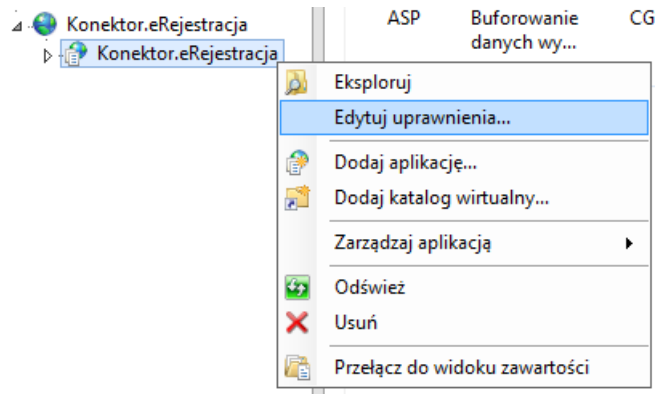 Konektor.eRejestracja
Konektor.eRejestracja
ASP
Buforowanie
danych wy...
CG
Eksploruj
Edytuj uprawnienia...
Dodaj aplikację...
Dodaj katalog wirtualny...
Zarządzaj aplikacją
Odśwież
Usuń
Przełącz do widoku zawartości